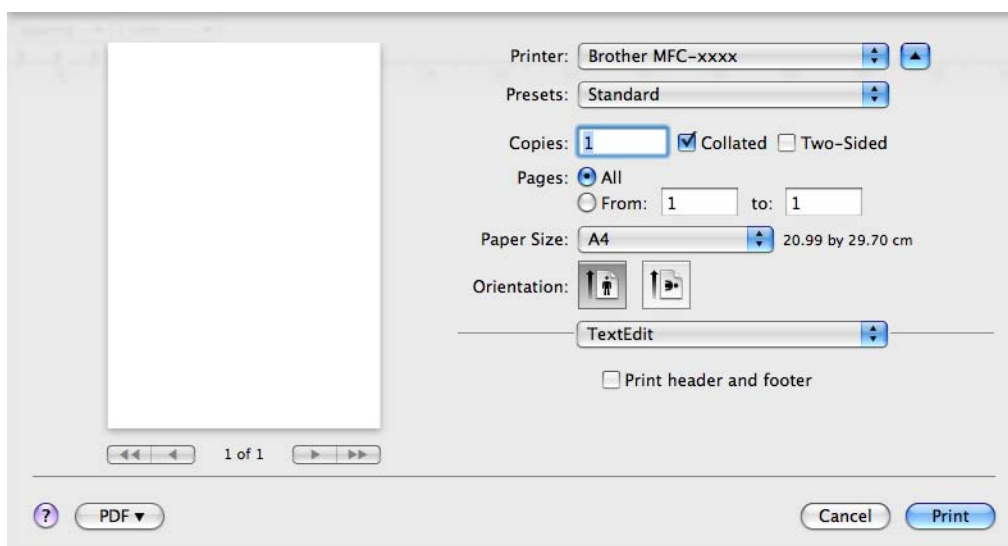 Printer: Brother MFC-xxxx
Presets: Standard
Copies: 1 Collated Two-Sided
Pages: All
From: 1 to: 1
Paper Size: A4 20.99 by 29.70 cm
Orientation:
TextEdit
Print header and footer
1 of 1
? PDF Cancel Print